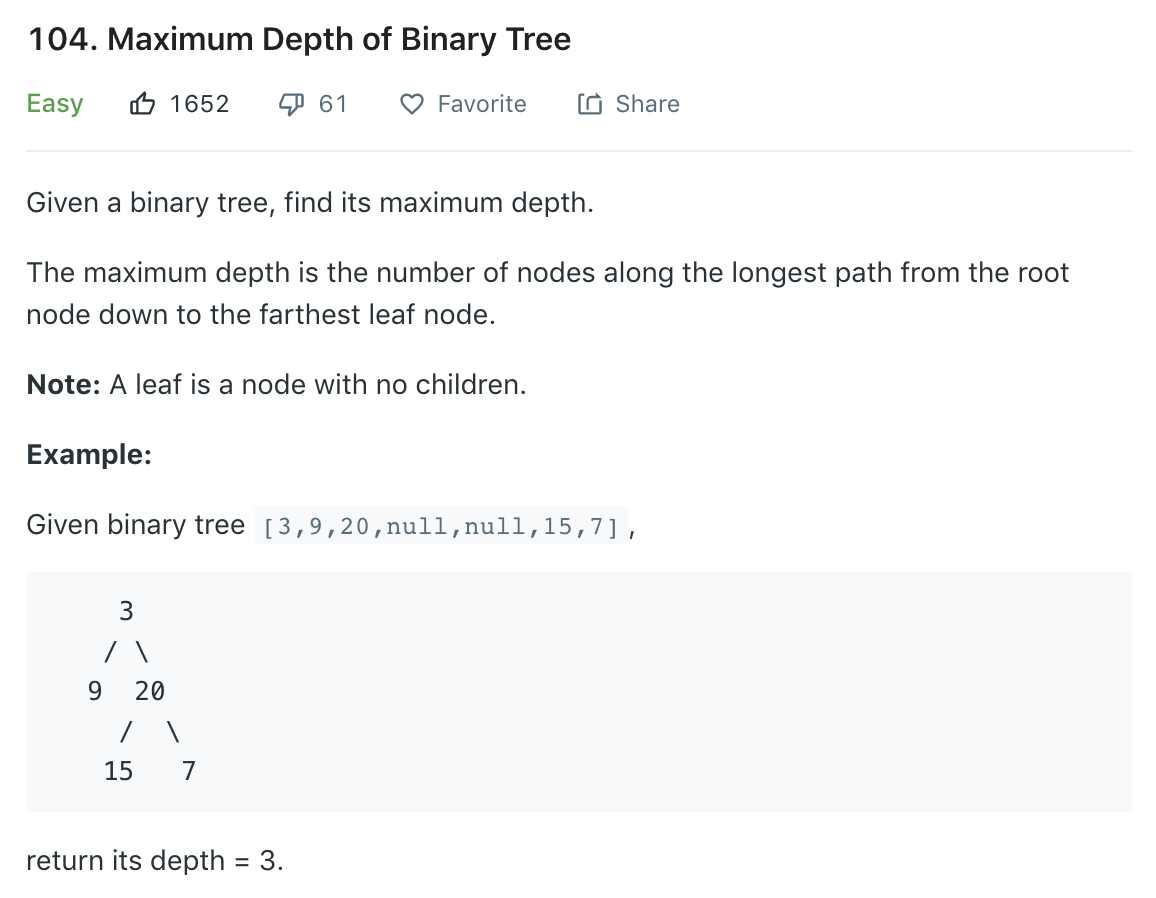 104. Maximum Depth of Binary Tree
Easy 1652 61 Favorite Share
Given a binary tree, find its maximum depth.
The maximum depth is the number of nodes along the longest path from the root
node down to the farthest leaf node.
Note: A leaf is a node with no children.
Example:
Given binary tree [3,9,20,null,null,15,7],
3
/ \
9 20
/ \
15 7
return its depth = 3.